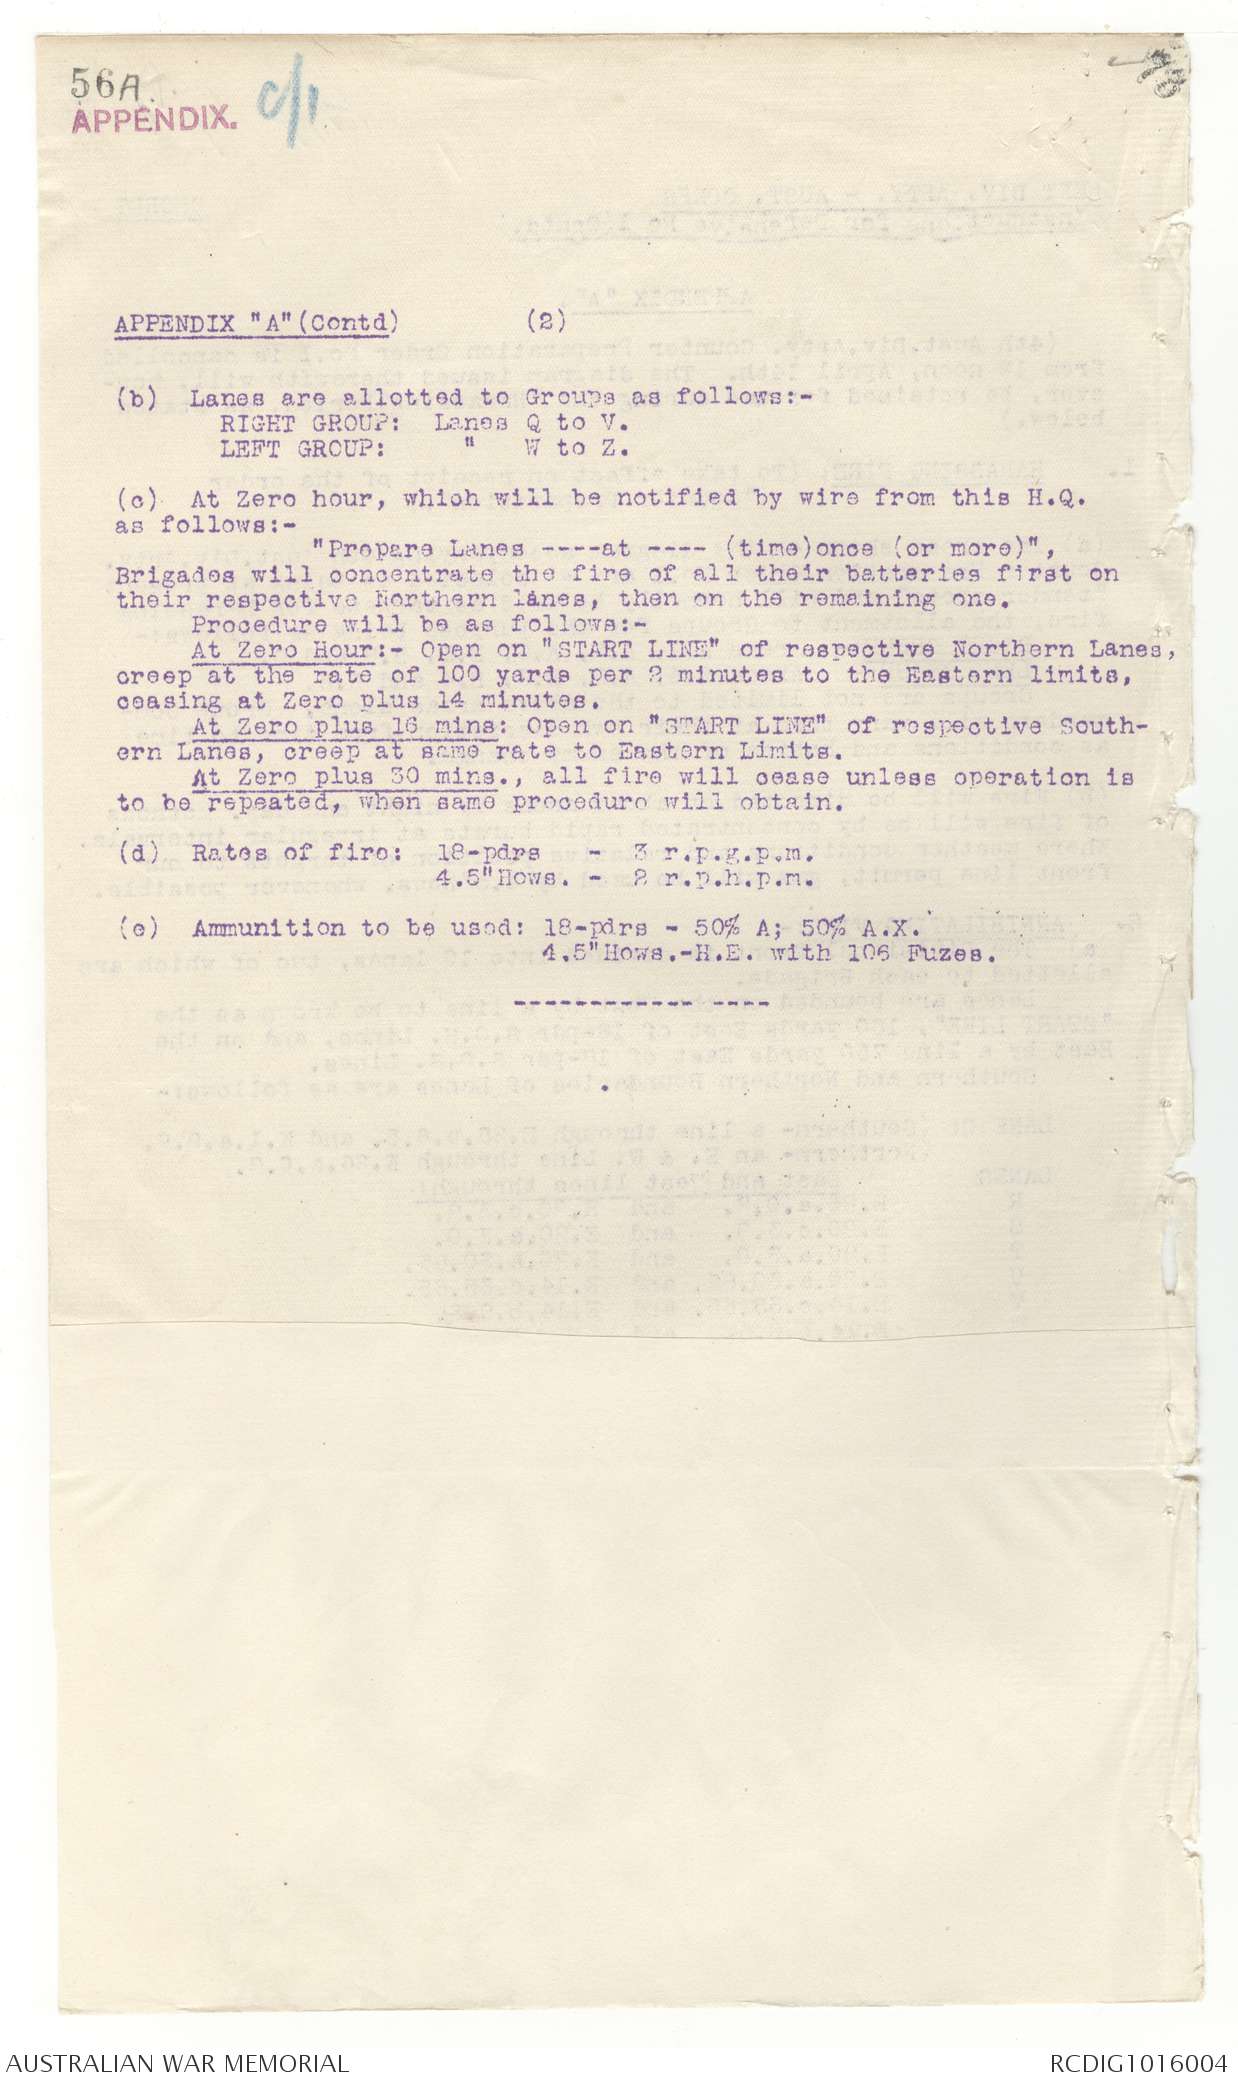 56A.
APPENDIX.
C/1
APPENDIX "A"(Contd) (2)
(b) Lanes are allotted to Groups as follows:-
RIGHT GROUP: Lanes Q to V.
LEFT GROUP: " W to Z.
(c) At Zero hour, which will be notified by wire from this H.Q.
as follows:-
"Prepare Lanes ----at ---- (time)once (or more)",
Brigades will concentrate the fire of all their batteries first on
their respective Northern lanes, then on the remaining one.
Procedure will be as follows:-
At Zero Hour:- Open on "START LINE" of respective Northern Lanes,
creep at the rate of 100 yards per 2 minutes to the Eastern limits,
ceasing at Zero plus 14 minutes.
At Zero plus 16 mins: Open on "START LINE" of respective South-
ern Lanes, creep at same rate to Eastern Limits.
At Zero plus 30 mins., all fire will cease unless operation is
to be repeated, when same procedure will obtain.
(d) Rates of fire: 18-pdrs - 3 r.p.g.p.m.
4.5"Hows. - 2 r.p.h.p.m.
(e) Ammunition to be used: 18-pdrs - 50% A; 50% A.X.
4.5"Hows.-H.E. with 106 Fuzes.
------------ ----
AUSTRALIAN WAR MEMORIAL
RCDIG1016004